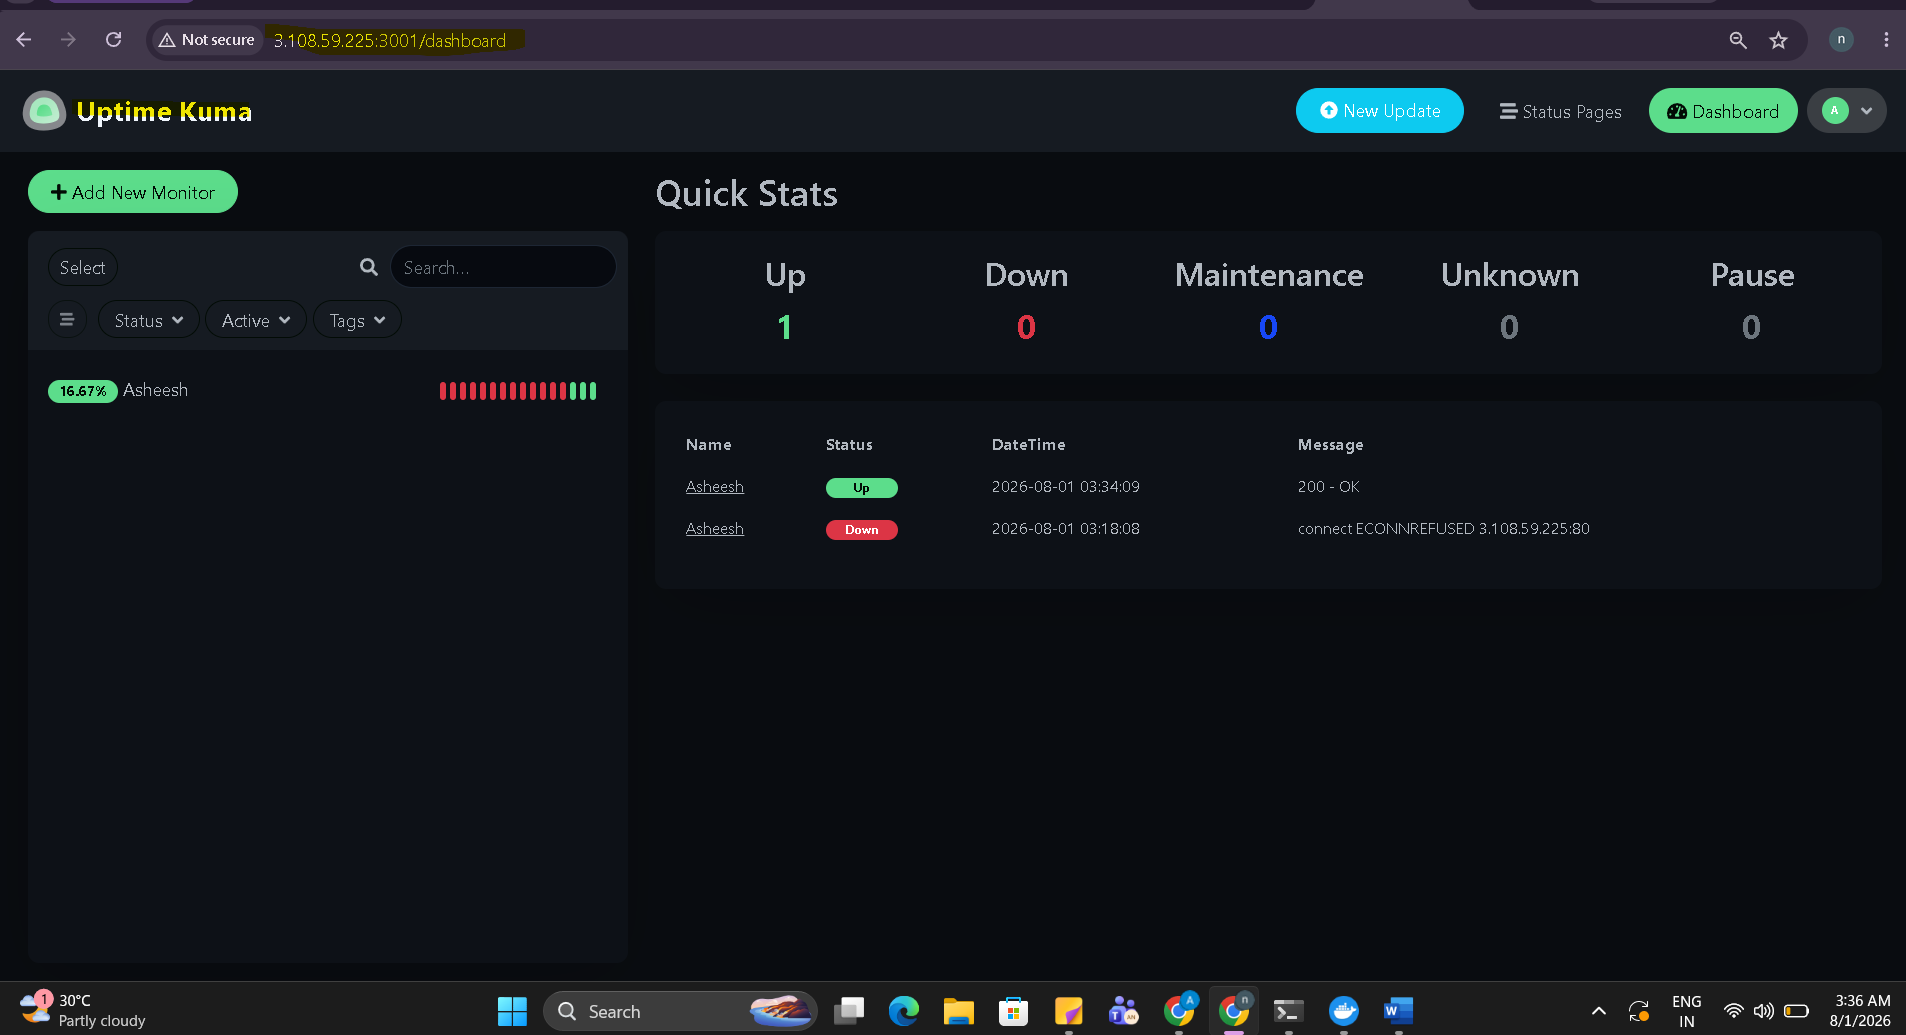 Not secure 3.108.59.225:3001/dashboard n
Uptime Kuma New Update Status Pages Dashboard A
Add New Monitor
Quick Stats
Select Search...
Status Active Tags
Up Down Maintenance Unknown Pause
1 0 0 0 0
16.67% Asheesh
Name Status DateTime Message
Asheesh Up 2026-08-01 03:34:09 200 - OK
Asheesh Down 2026-08-01 03:18:08 connect ECONNREFUSED 3.108.59.225:80
1 30°C
Partly cloudy
Search
T AN
A
n
W
ENG
IN
3:36 AM
8/1/2026